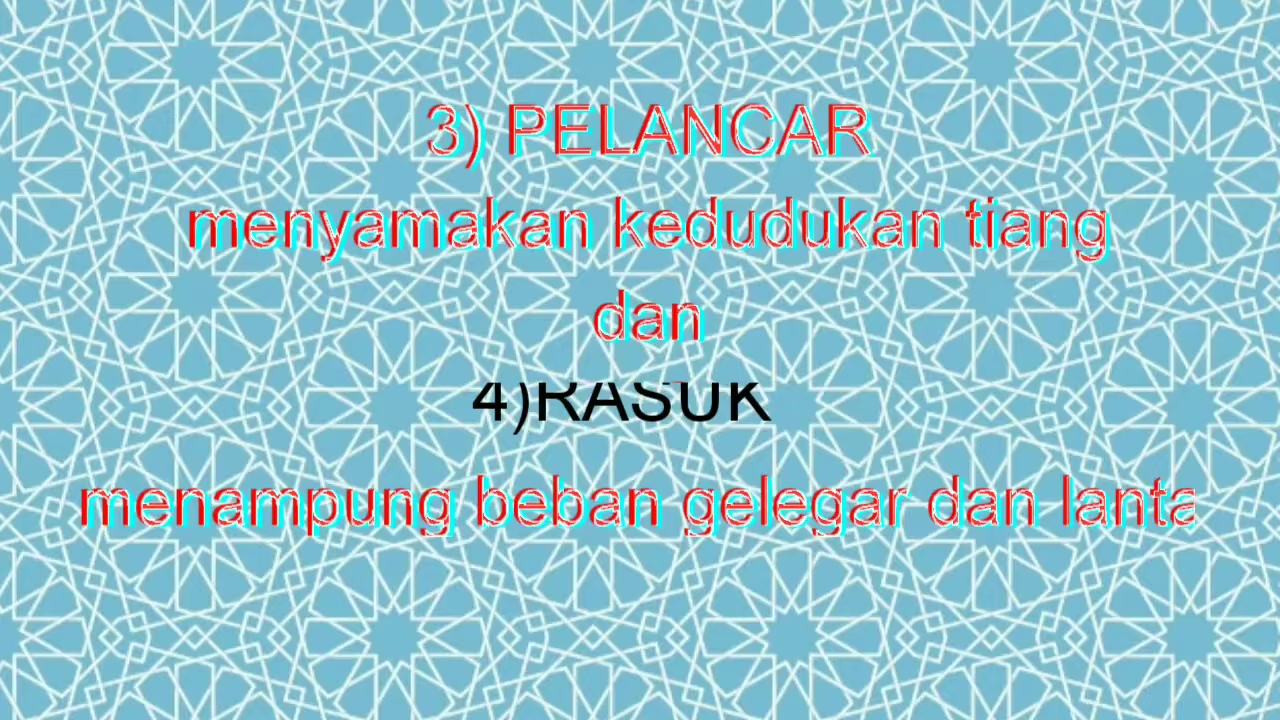 3) PELANCAR
menyamakan kedudukan tiang
dan
4)RASUK
menampung beban gelegar dan lanta